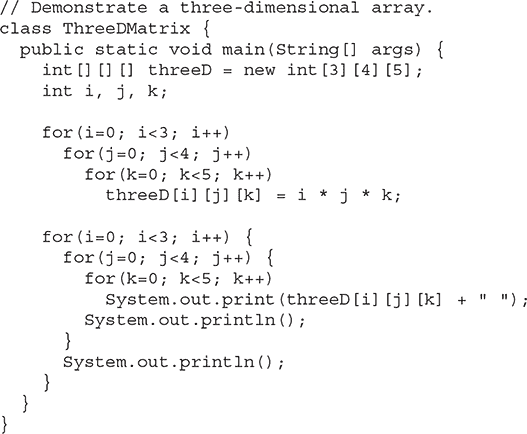 // Demonstrate a three-dimensional array.
class ThreeDMatrix {
  public static void main(String[] args) {
    int[][][] threeD = new int[3][4][5];
    int i, j, k;

    for(i=0; i<3; i++)
      for(j=0; j<4; j++)
        for(k=0; k<5; k++)
          threeD[i][j][k] = i * j * k;

    for(i=0; i<3; i++) {
      for(j=0; j<4; j++) {
        for(k=0; k<5; k++)
          System.out.print(threeD[i][j][k] + " ");
        System.out.println();
      }
      System.out.println();
    }
  }
}